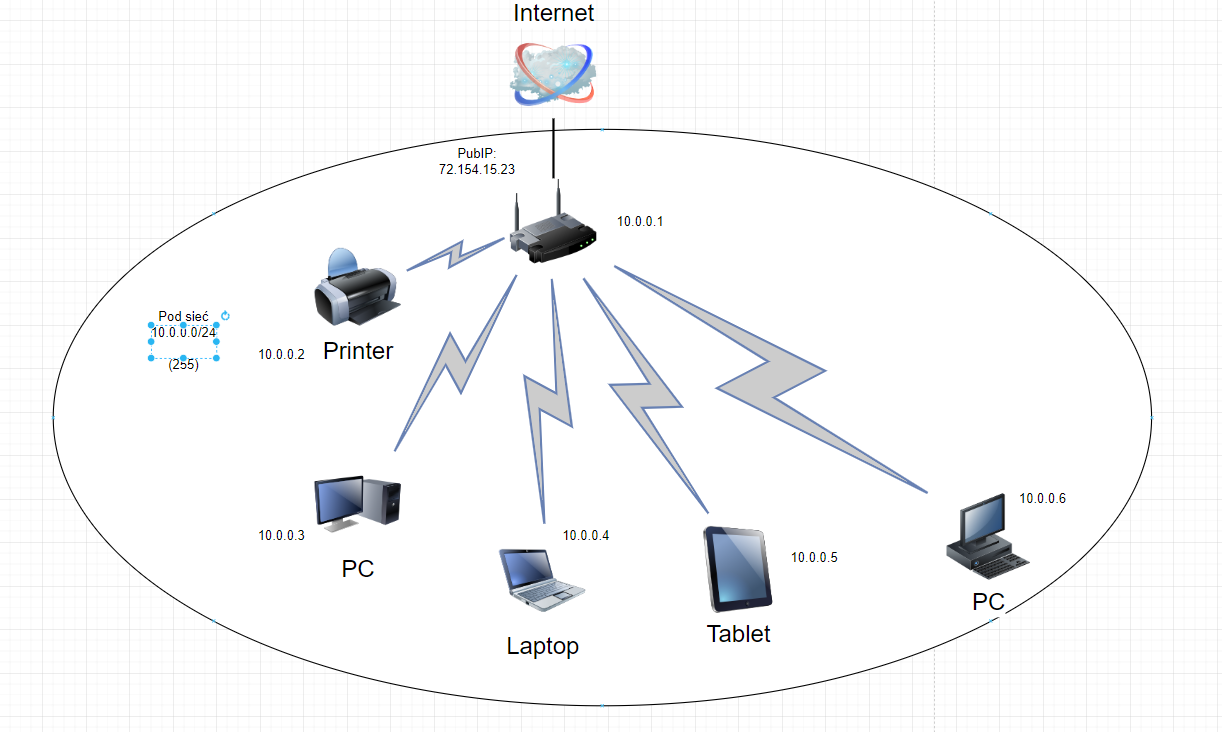 Internet
PubIP:
72.154.15.23
10.0.0.1
Pod sieć
10.0.0.0/24
(255)
10.0.0.2
Printer
10.0.0.3
PC
10.0.0.4
Laptop
10.0.0.5
Tablet
10.0.0.6
PC